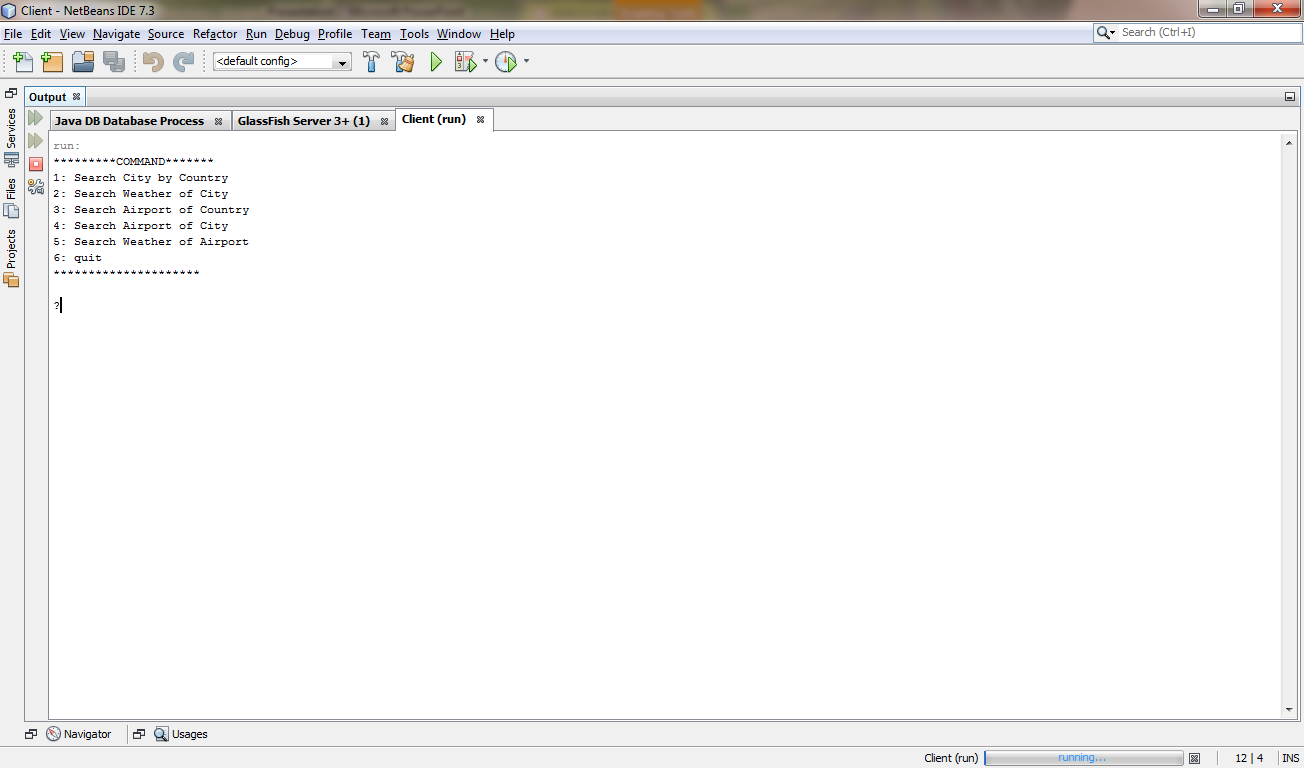 Client - NetBeans IDE 7.3
File Edit View Navigate Source Refactor Run Debug Profile Team Tools Window Help
Search (Ctrl+I)
<default config>
Output
Services
Files
Projects
Java DB Database Process
GlassFish Server 3+ (1)
Client (run)
run:
*********COMMAND*******
1: Search City by Country
2: Search Weather of City
3: Search Airport of Country
4: Search Airport of City
5: Search Weather of Airport
6: quit
*********************
?
Navigator
Usages
Client (run)
running...
12 | 4
INS